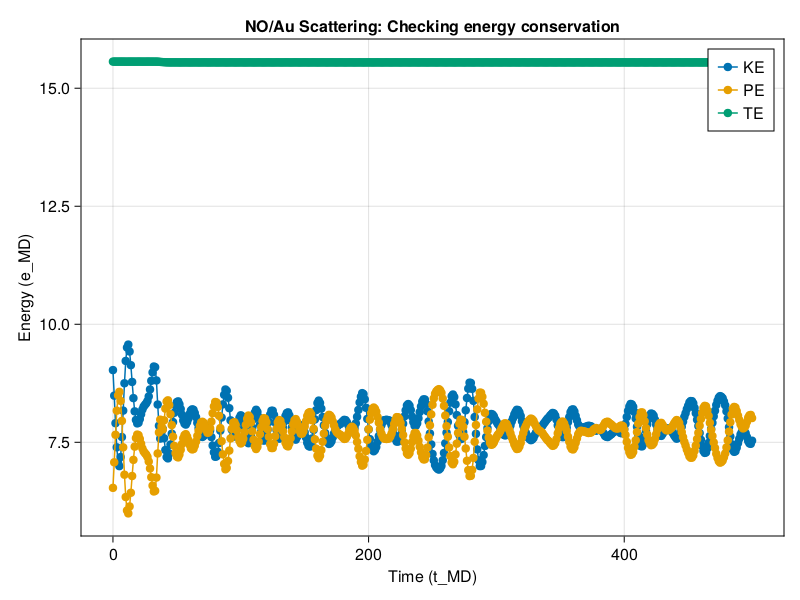 NO/Au Scattering: Checking energy conservation
KE
PE
TE
15.0
12.5
10.0
7.5
Energy (e_MD)
0
200
400
Time (t_MD)